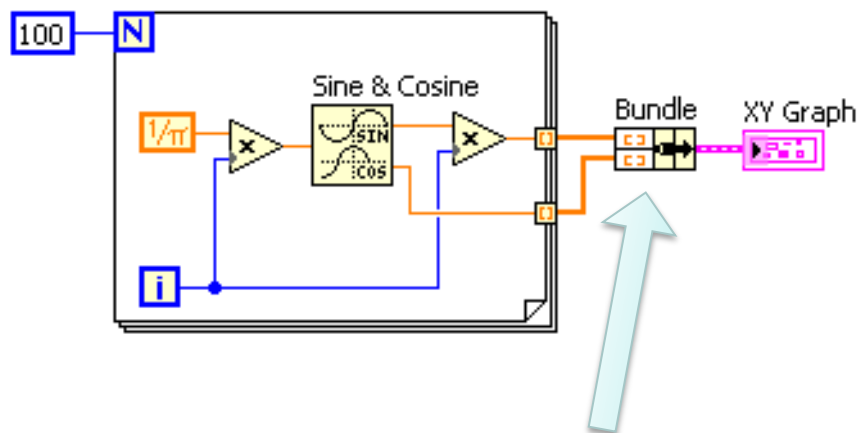 100
N
Sine & Cosine
1/π
x
SIN
COS
x
Bundle
XY Graph
i